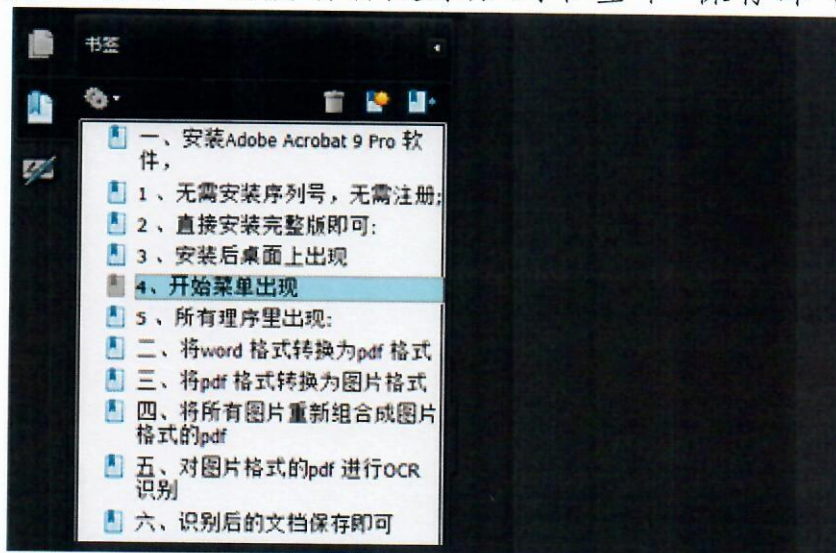 书签
一、安装Adobe Acrobat 9 Pro 软
件，
1、无需安装序列号，无需注册;
2、直接安装完整版即可:
3、安装后桌面上出现
4、开始菜单出现
5、所有理序里出现:
二、将word 格式转换为pdf 格式
三、将pdf 格式转换为图片格式
四、将所有图片重新组合成图片
格式的pdf
五、对图片格式的pdf 进行OCR
识别
六、识别后的文档保存即可